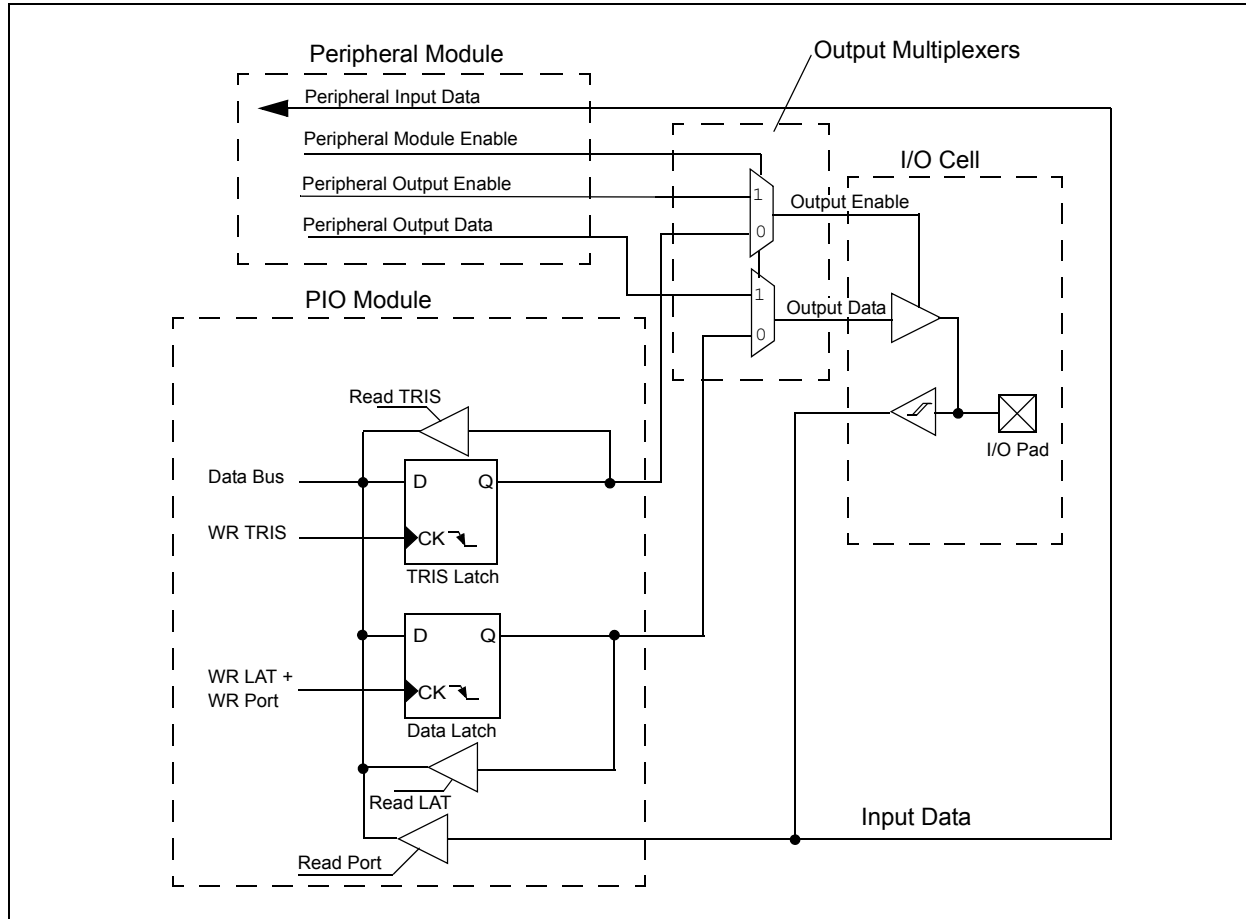 Peripheral Module
Output Multiplexers
Peripheral Input Data
Peripheral Module Enable
I/O Cell
Peripheral Output Enable
1
Output Enable
Peripheral Output Data
0
PIO Module
1
Output Data
0
Read TRIS
I/O Pad
Data Bus
D
Q
WR TRIS
CK
TRIS Latch
D
Q
WR LAT +
WR Port
CK
Data Latch
Read LAT
Input Data
Read Port